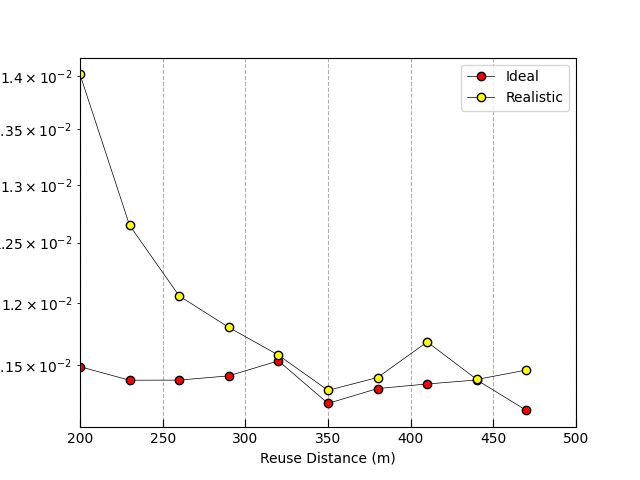 Ideal
Realistic
1.4 × 10⁻²
.35 × 10⁻²
1.3 × 10⁻²
.25 × 10⁻²
1.2 × 10⁻²
.15 × 10⁻²
200 250 300 350 400 450 500
Reuse Distance (m)